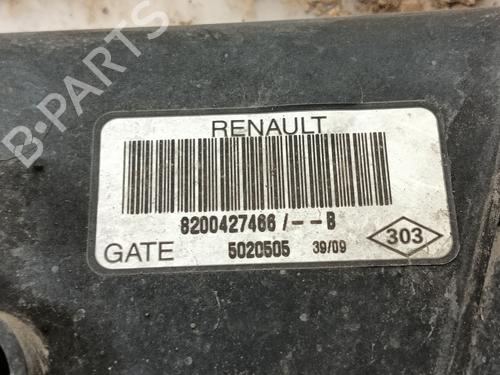 B-PARTS
RENAULT
8200427466/--B
GATE 5020505 39/09 303